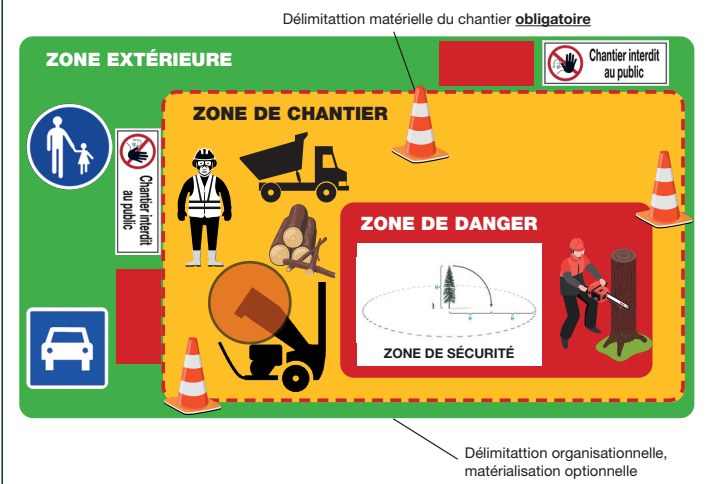 Délimitattion matérielle du chantier obligatoire
ZONE EXTÉRIEURE
Chantier interdit
au public
ZONE DE CHANTIER
Chantier interdit
au public
ZONE DE DANGER
H
H
H
ZONE DE SÉCURITÉ
Délimitattion organisationnelle,
matérialisation optionnelle